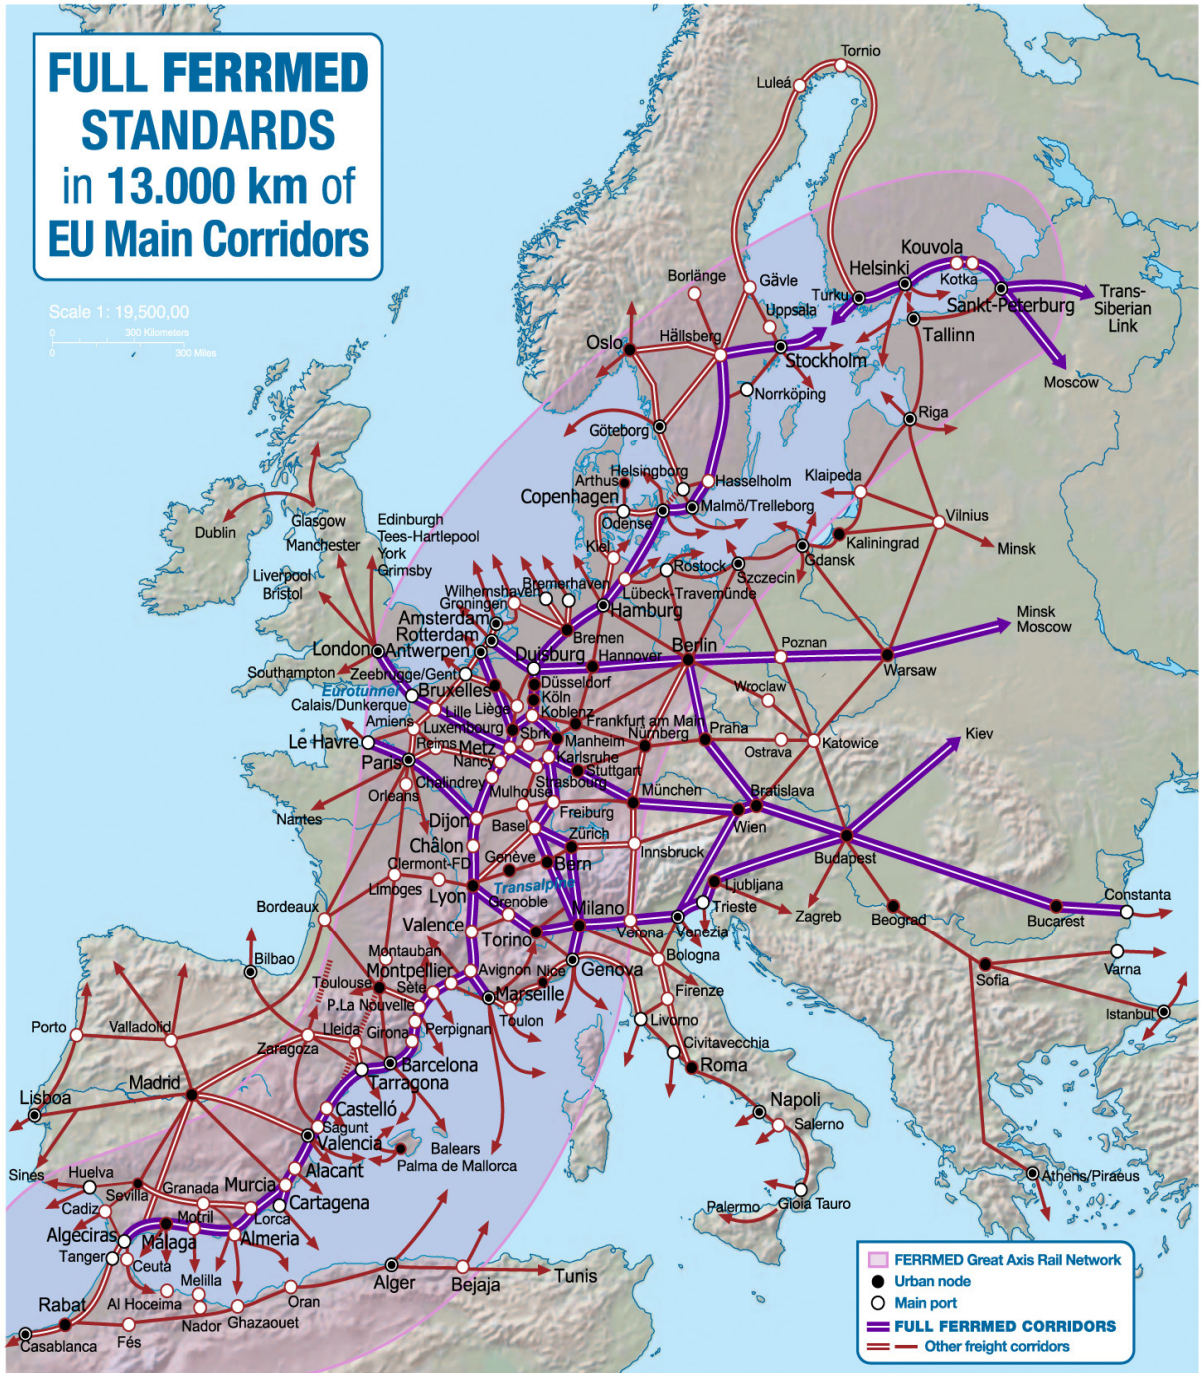 FULL FERRMED
STANDARDS
in 13.000 km of
EU Main Corridors
Scale 1: 19,500,00
0 300 Kilometers
0 300 Miles
Tornio
Luleá
Kouvola
Borlänge
Gävle
Helsinki
Kotka
Turku
Sankt-Peterburg
Trans-
Siberian
Link
Uppsala
Tallinn
Oslo
Hällsberg
Stockholm
Moscow
Norrköping
Riga
Göteborg
Helsingborg
Arthus
Hasselholm
Klaipeda
Copenhagen
Malmö/Trelleborg
Odense
Vilnius
Dublin
Glasgow
Manchester
Edinburgh
Tees-Hartlepool
York
Grimsby
Kaliningrad
Minsk
Kiel
Gdansk
Liverpool
Bristol
Rostock
Szczecin
Bremerhaven
Wilhemshaven
Lübeck-Travemünde
Groningen
Hamburg
Amsterdam
Rotterdam
Bremen
Minsk
Moscow
London
Antwerpen
Duisburg
Hannover
Berlin
Poznan
Warsaw
Southampton
Zeebrugge/Gent
Eurotunnel
Bruxelles
Düsseldorf
Köln
Wroclaw
Calais/Dunkerque
Lille
Liège
Koblenz
Amiens
Luxembourg
Frankfurt am Main
Le Havre
Reims
Metz
Sbrk
Manheim
Nürnberg
Praha
Ostrava
Katowice
Kiev
Paris
Nancy
Karlsruhe
Stuttgart
Chalindrey
Strasbourg
Orleans
Mulhouse
München
Bratislava
Nantes
Dijon
Basel
Freiburg
Wien
Châlon
Zürich
Innsbruck
Budapest
Clermont-FD
Genève
Bern
Limoges
Lyon
Transalpine
Ljubljana
Constanta
Grenoble
Trieste
Zagreb
Beograd
Bucarest
Bordeaux
Valence
Torino
Milano
Verona
Venezia
Bilbao
Montauban
Bologna
Varna
Toulouse
Montpellier
Avignon
Nice
Genova
Sofia
Sète
Marseille
Firenze
P.La Nouvelle
Toulon
Livorno
Istanbul
Porto
Valladolid
Zaragoza
Lleida
Girona
Perpignan
Civitavecchia
Barcelona
Roma
Madrid
Tarragona
Lisboa
Castelló
Napoli
Sagunt
Valencia
Salerno
Balears
Palma de Mallorca
Sines
Huelva
Alacant
Athens/Piraeus
Sevilla
Granada
Murcia
Cartagena
Cadiz
Palermo
Gioia Tauro
Motril
Lorca
Algeciras
Málaga
Almeria
Tanger
Ceuta
Alger
Bejaja
Tunis
Melilla
Rabat
Al Hoceima
Oran
Nador
Ghazaouet
Casablanca
Fés
FERRMED Great Axis Rail Network
Urban node
Main port
FULL FERRMED CORRIDORS
Other freight corridors